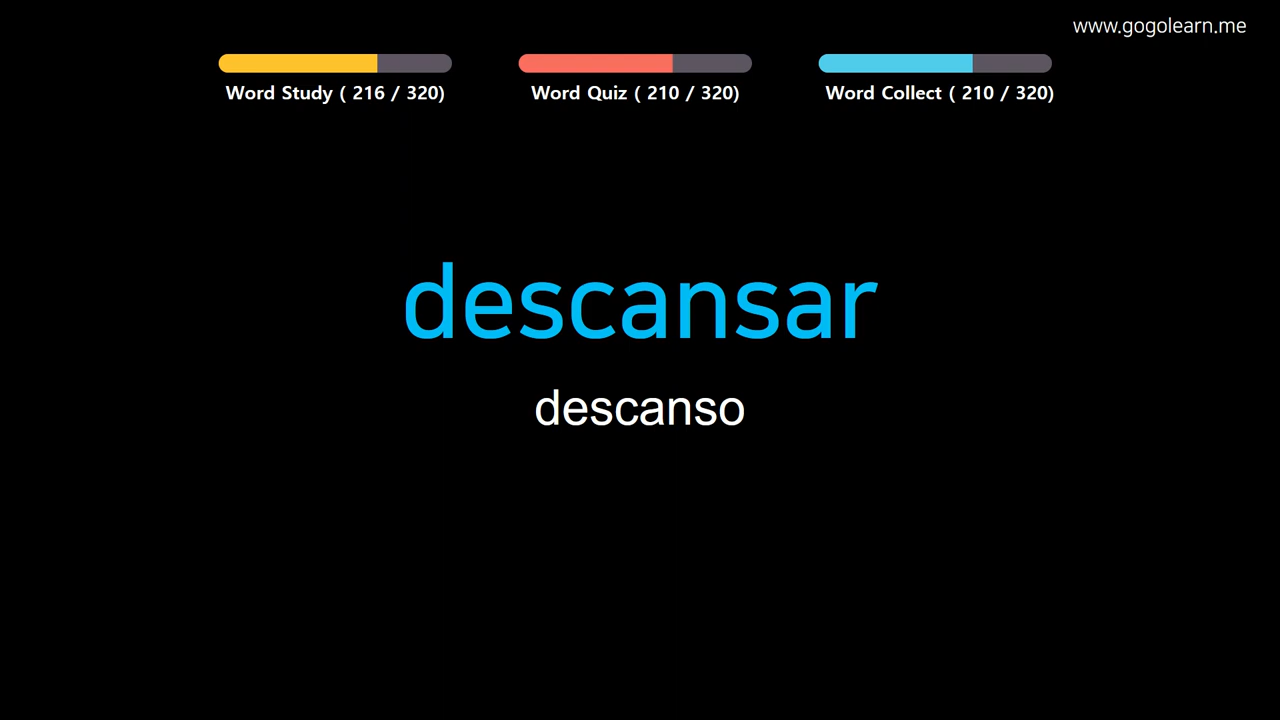 www.gogolearn.me
Word Study ( 216 / 320)
Word Quiz ( 210 / 320)
Word Collect ( 210 / 320)
descansar
descanso